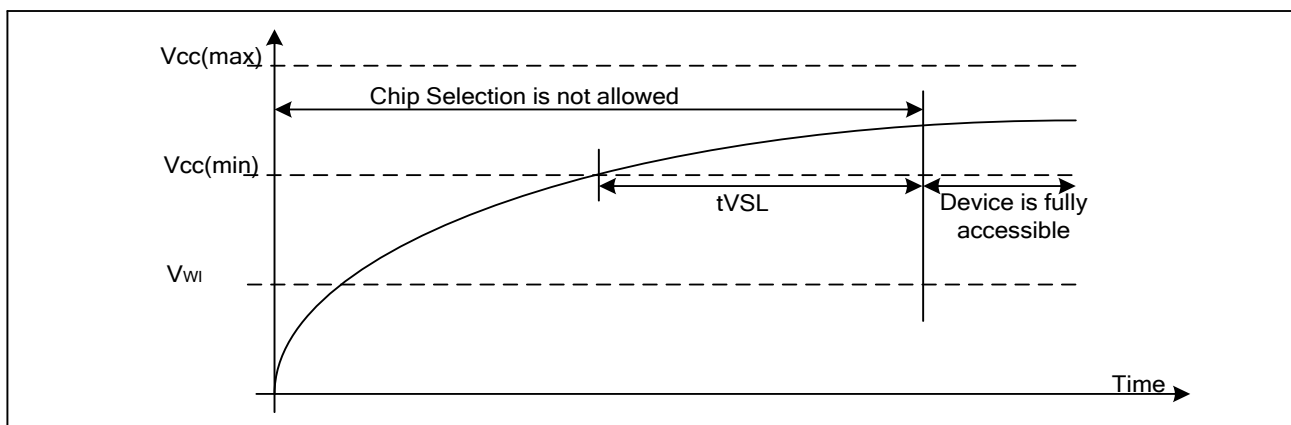 Vcc(max)
Chip Selection is not allowed
Vcc(min)
tVSL
Device is fully
accessible
VWI
Time